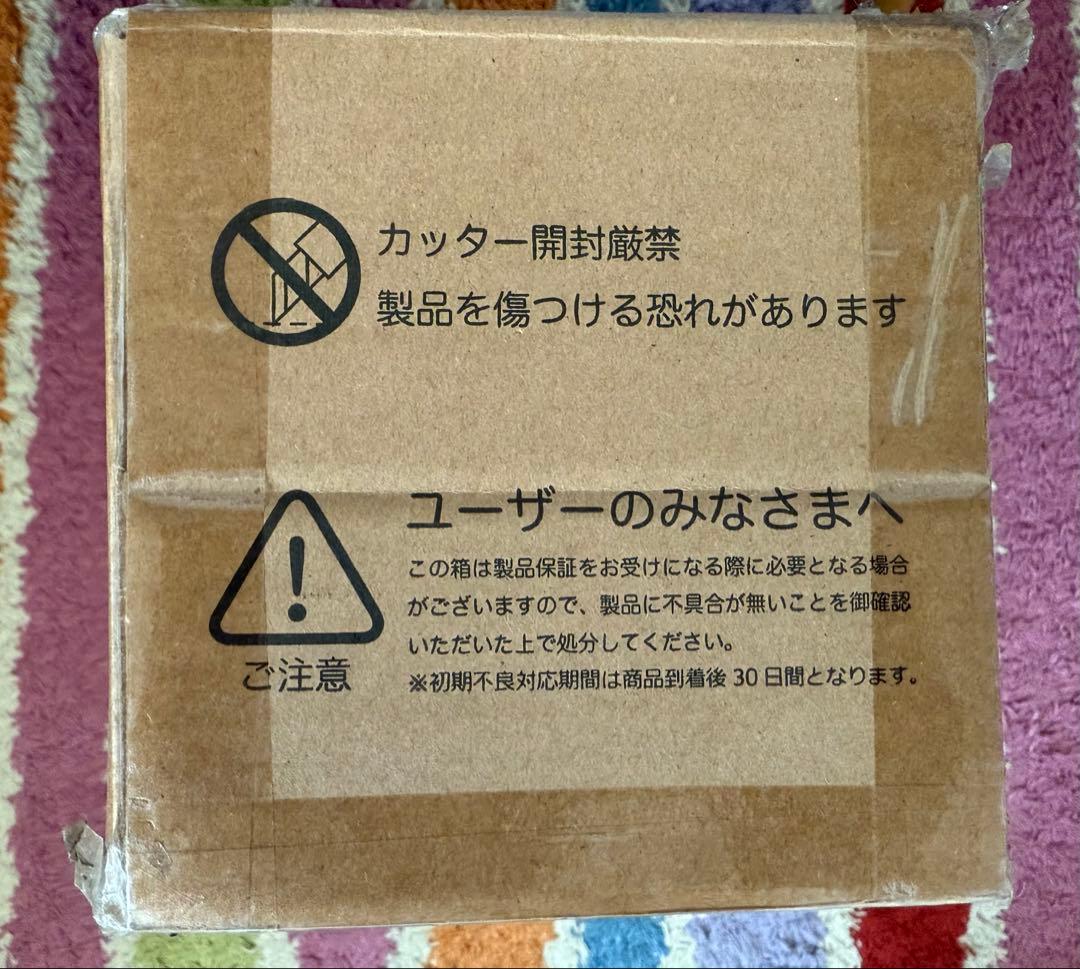 カッター開封厳禁
製品を傷つける恐れがあります
ユーザーのみなさまへ
この箱は製品保証をお受けになる際に必要となる場合
がございますので、製品に不具合が無いことを御確認
いただいた上で処分してください。
※初期不良対応期間は商品到着後 30 日間となります。
ご注意